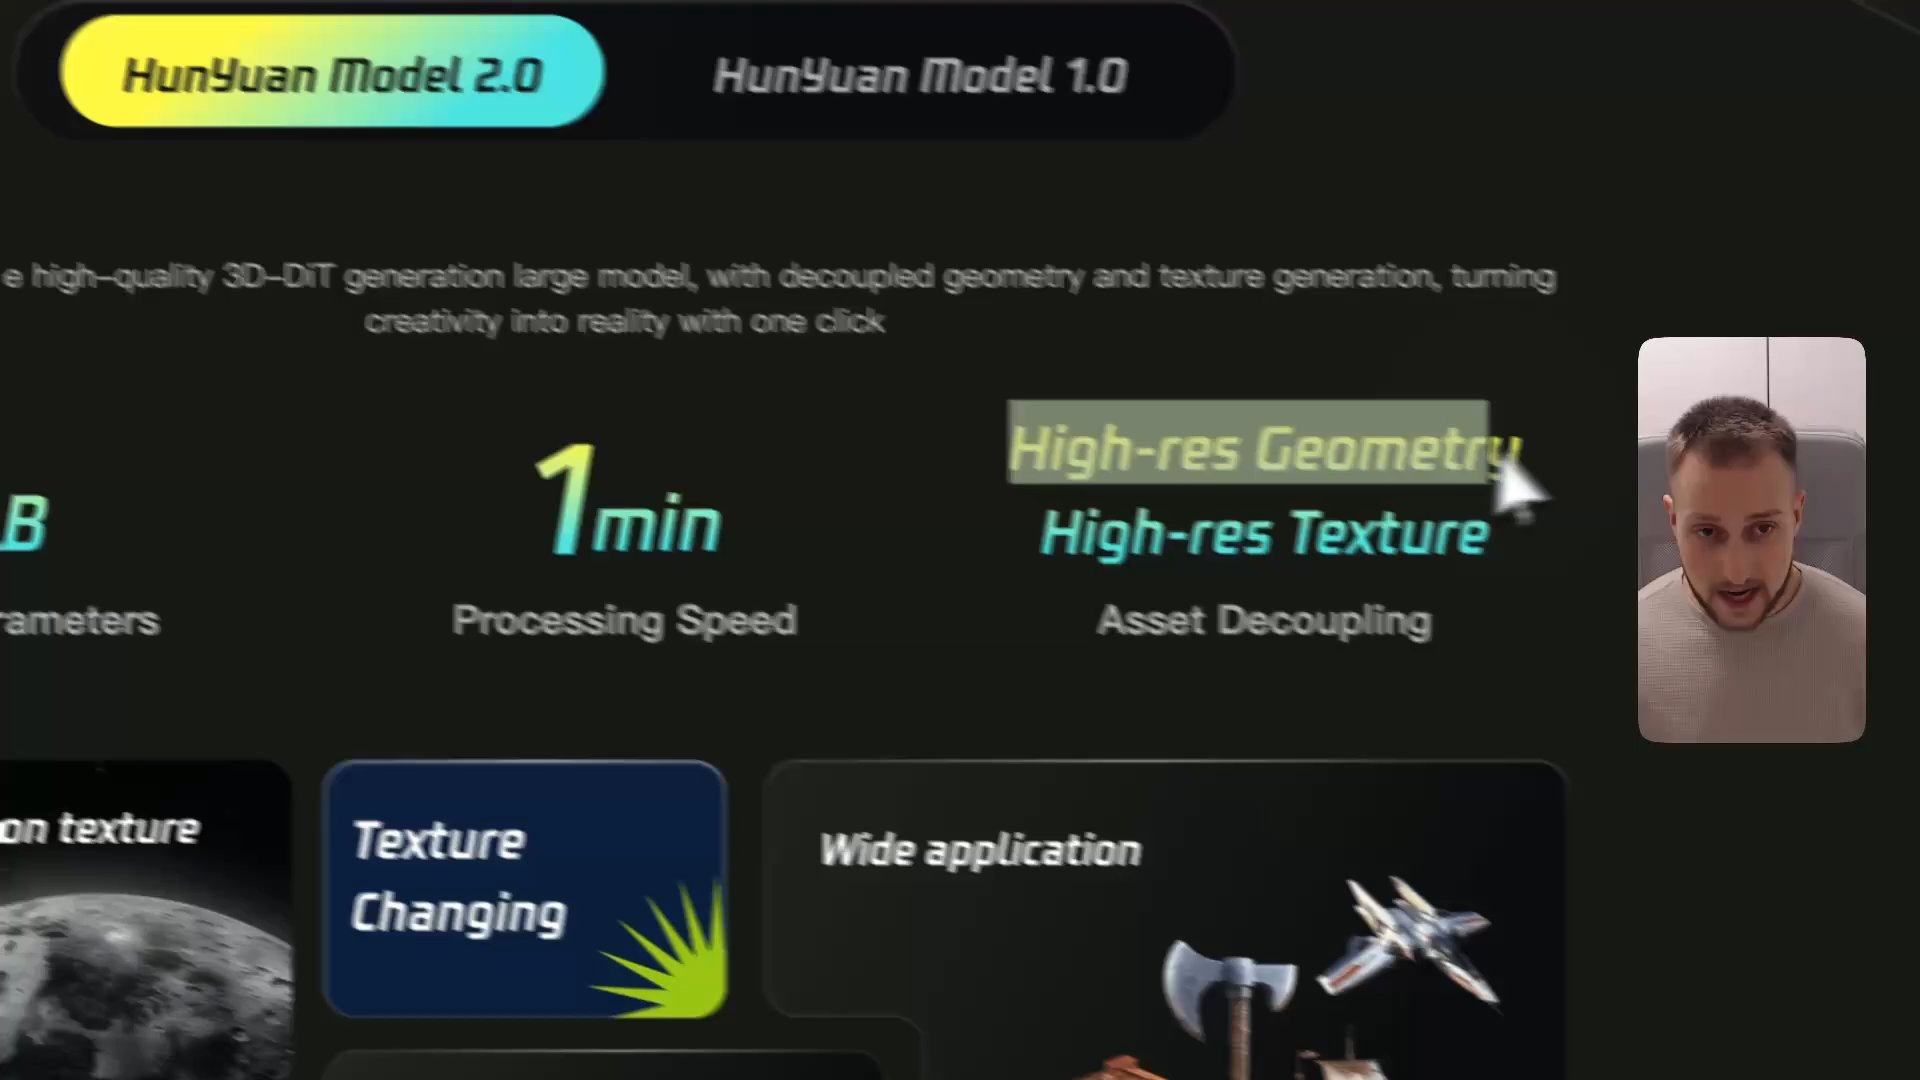 HunYuan Model 2.0
HunYuan Model 1.0
e high-quality 3D-DiT generation large model, with decoupled geometry and texture generation, turning
creativity into reality with one click
B
1min
High-res Geometry
High-res Texture
rameters
Processing Speed
Asset Decoupling
on texture
Texture
Changing
Wide application